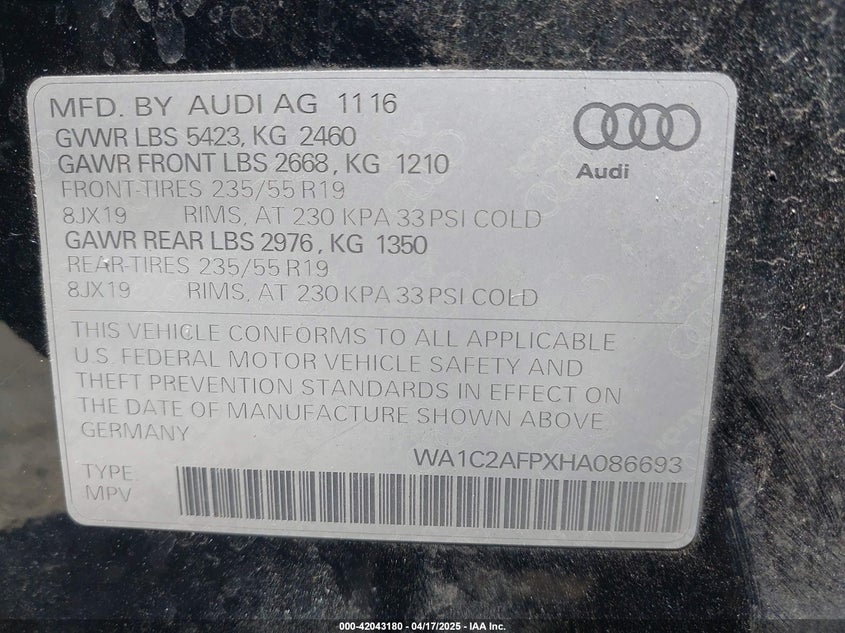 MFD. BY AUDI AG 11 16
GVWR LBS 5423, KG 2460
GAWR FRONT LBS 2668, KG 1210
FRONT-TIRES 235/55 R19
8JX19 RIMS, AT 230 KPA 33 PSI COLD
GAWR REAR LBS 2976, KG 1350
REAR-TIRES 235/55 R19
8JX19 RIMS, AT 230 KPA 33 PSI COLD
Audi
THIS VEHICLE CONFORMS TO ALL APPLICABLE
U.S. FEDERAL MOTOR VEHICLE SAFETY AND
THEFT PREVENTION STANDARDS IN EFFECT ON
THE DATE OF MANUFACTURE SHOWN ABOVE
GERMANY
WA1C2AFPXHA086693
TYPE:
MPV
000-42043180 - 04/17/2025 - IAA Inc.